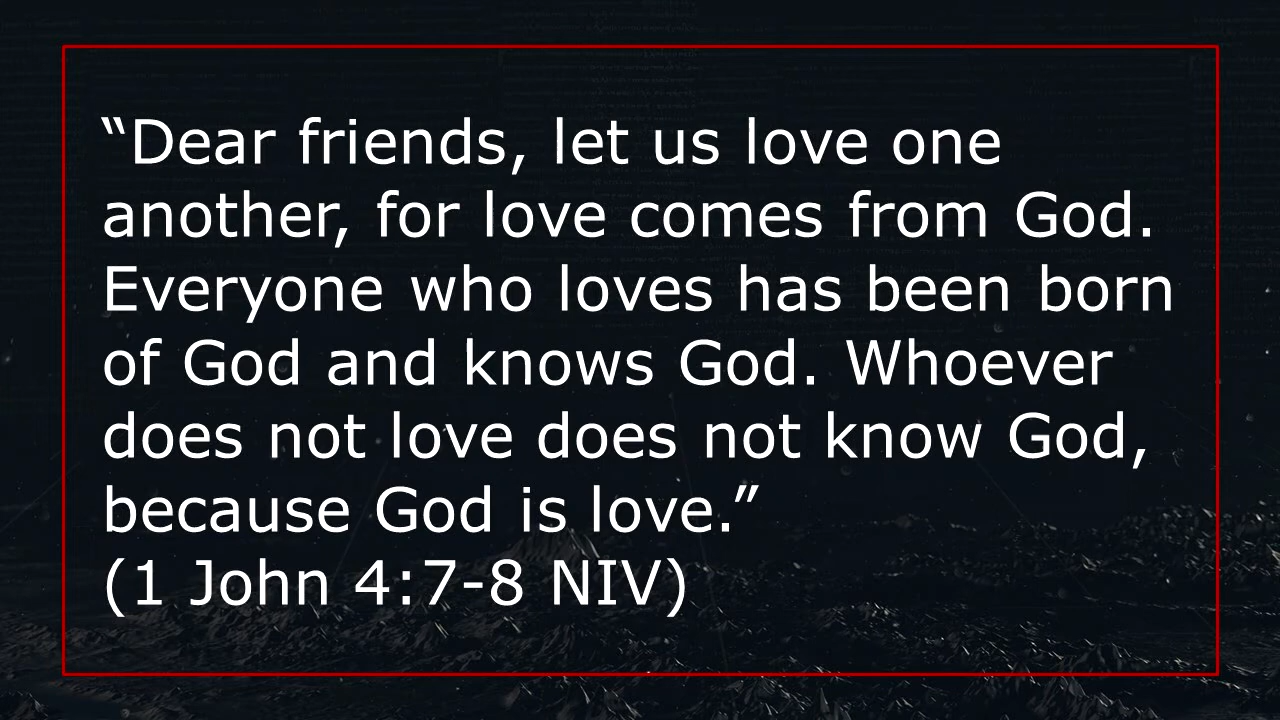 “Dear friends, let us love one
another, for love comes from God.
Everyone who loves has been born
of God and knows God. Whoever
does not love does not know God,
because God is love.”
(1 John 4:7-8 NIV)